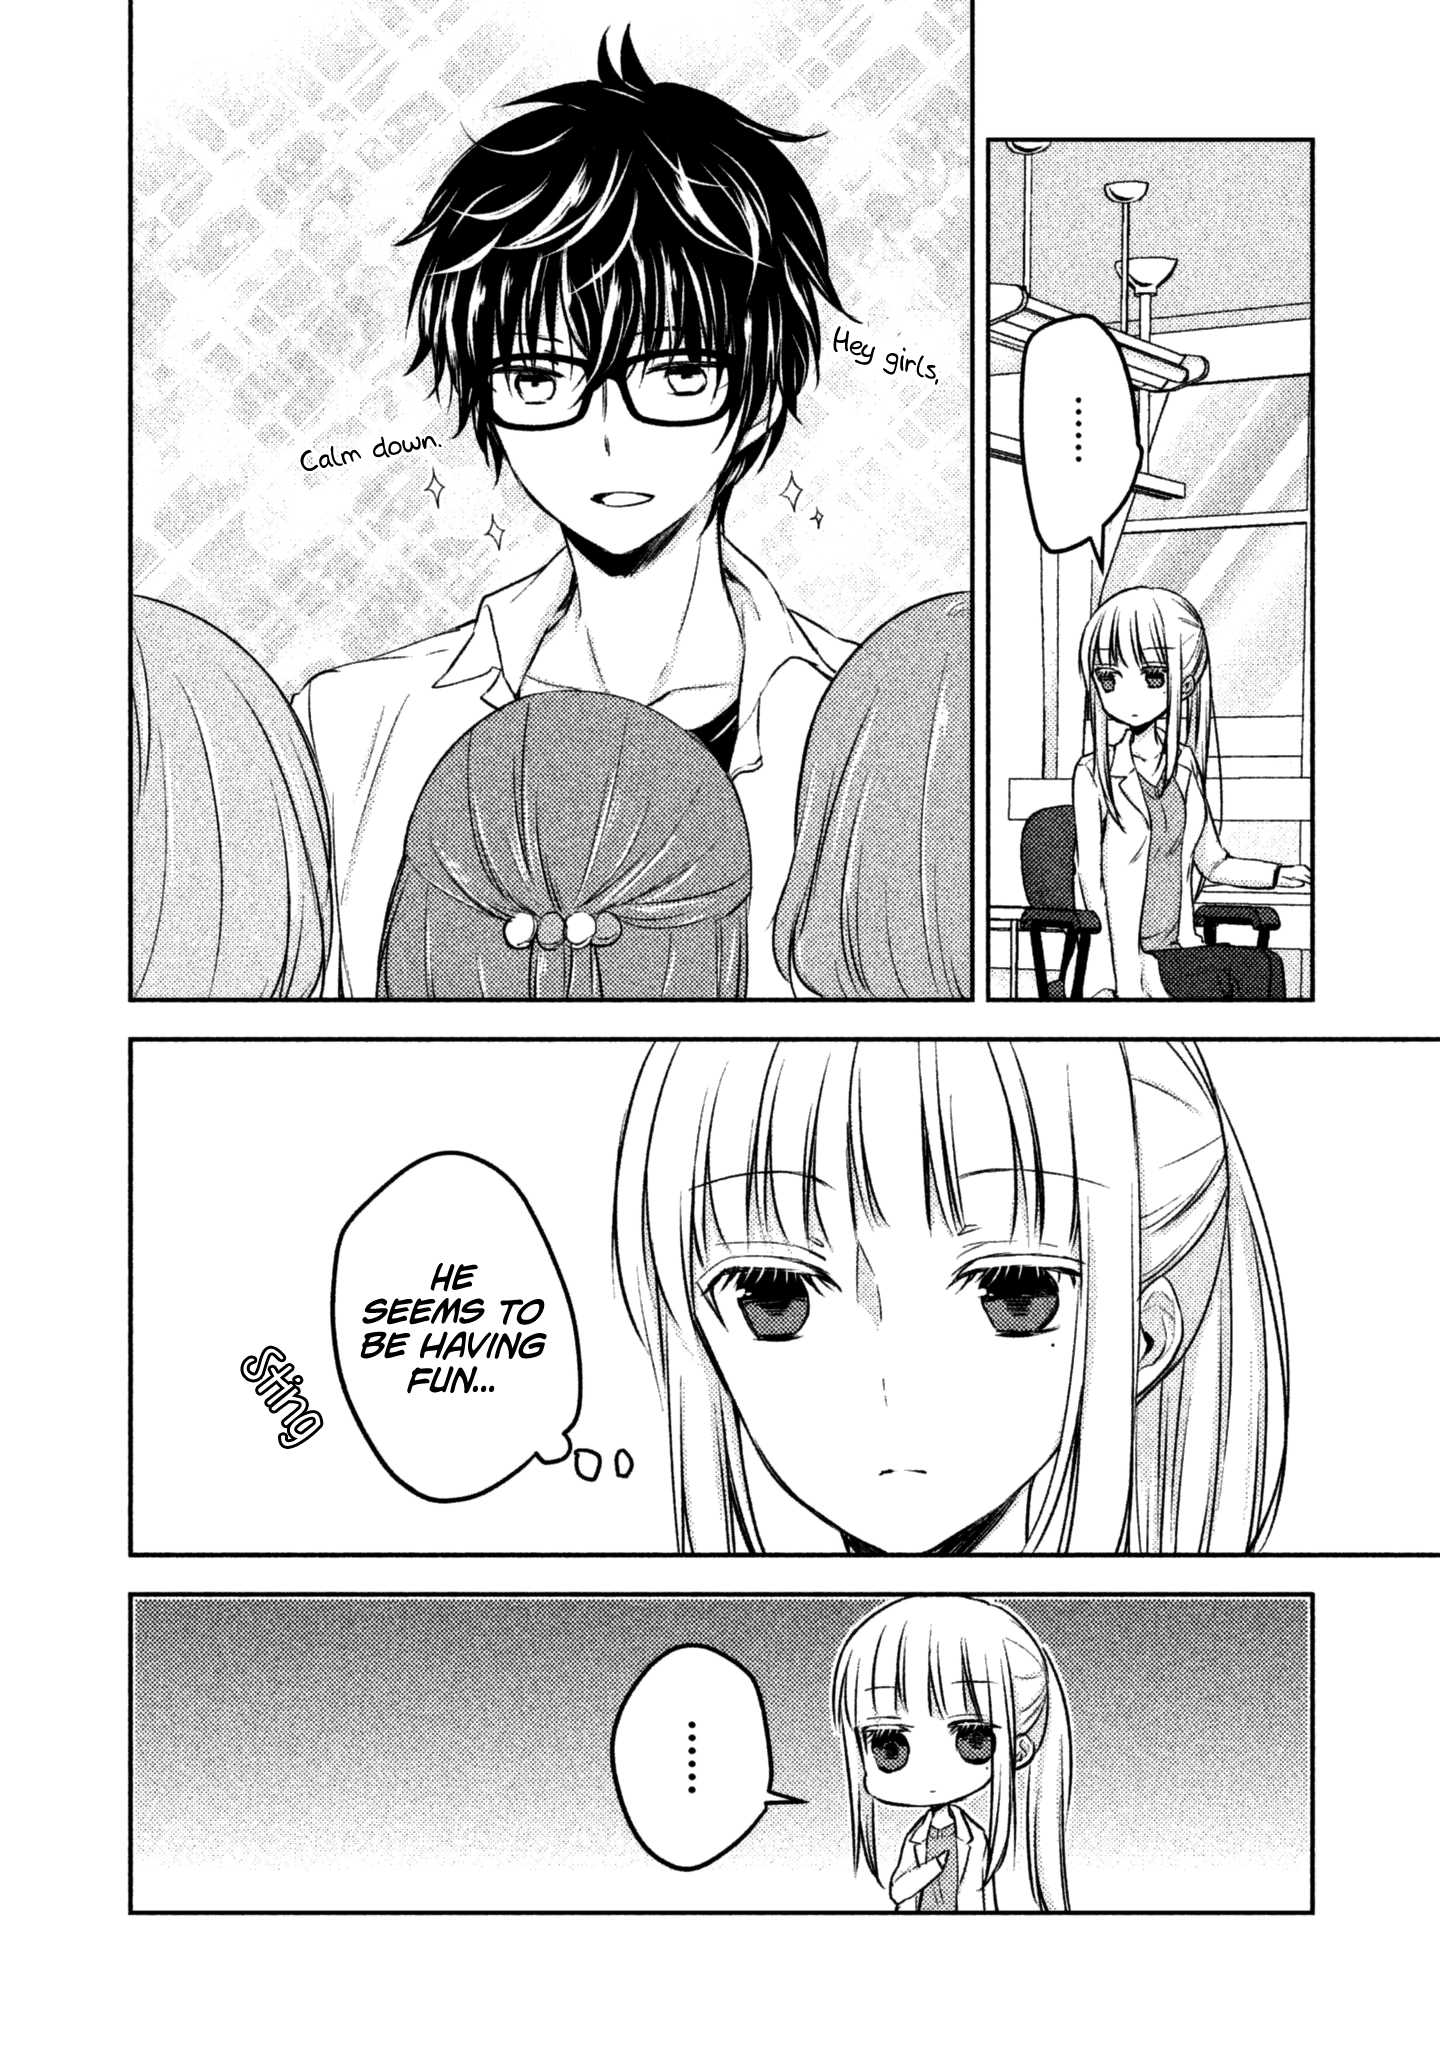 ………
Hey girls,
Calm down.
HE
SEEMS TO
BE HAVING
FUN...
Sting
………